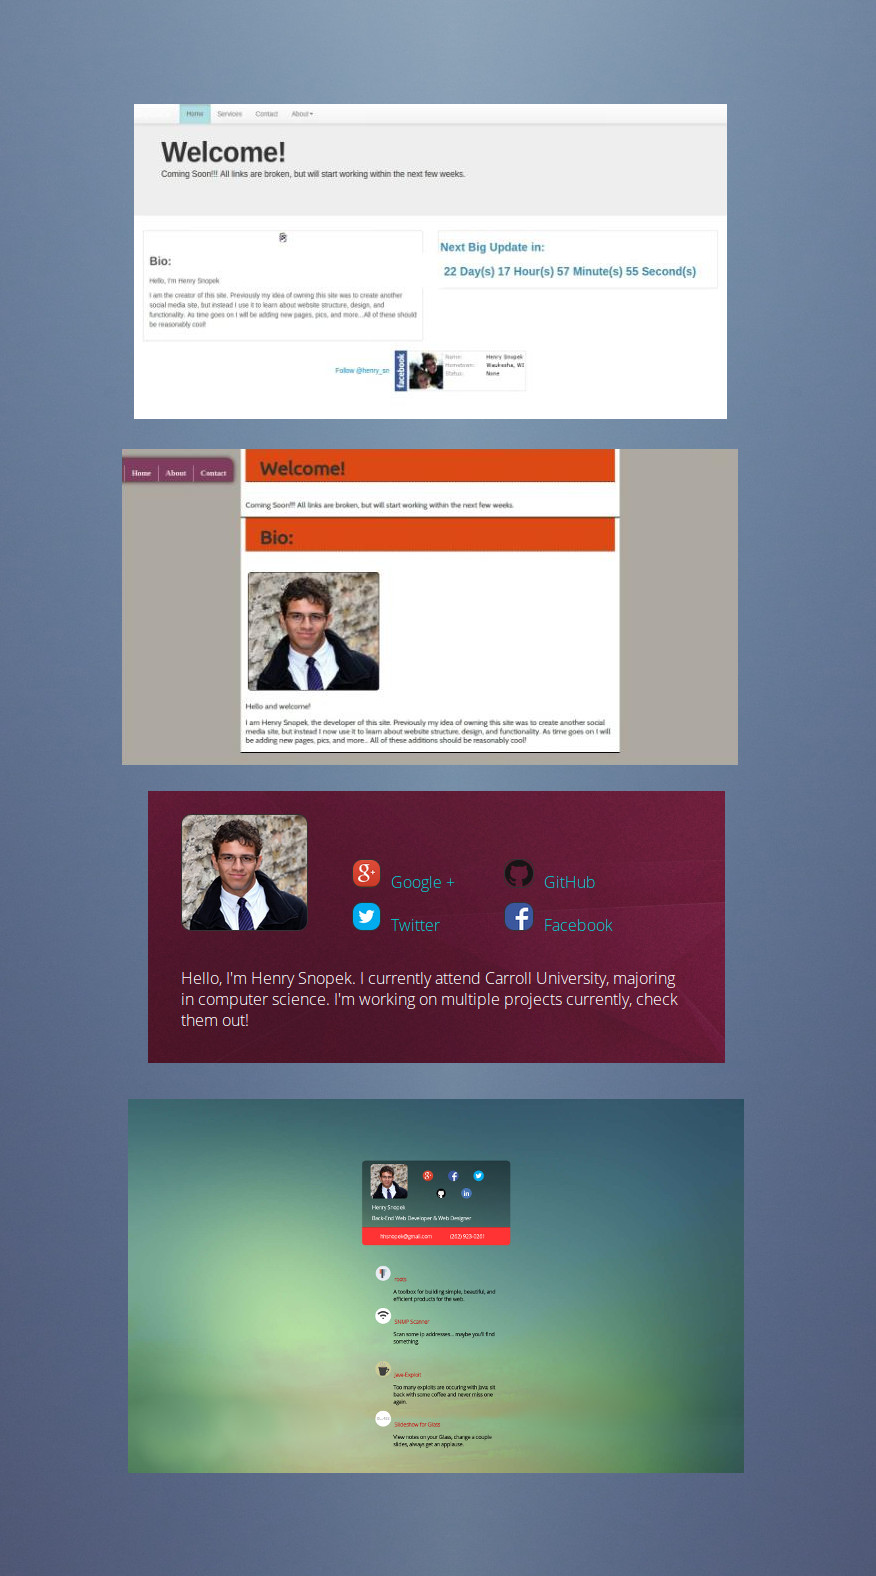 Home Services Contact About
Welcome!
Coming Soon!!! All links are broken, but will start working within the next few weeks.
Bio:
Hello, I'm Henry Snopek
I am the creator of this site. Previously my idea of owning this site was to create another
social media site, but instead I use it to learn about website structure, design, and
functionality. As time goes on I will be adding new pages, pics, and more...All of these should
be reasonably cool!
Next Big Update in:
22 Day(s) 17 Hour(s) 57 Minute(s) 55 Second(s)
Follow @henry_sn
facebook
Name: Henry Snopek
Hometown: Waukesha, WI
Status: None
Home About Contact
Welcome!
Coming Soon!!! All links are broken, but will start working within the next few weeks.
Bio:
Hello and welcome!
I am Henry Snopek, the developer of this site. Previously my idea of owning this site was to create another social
media site, but instead I now use it to learn about website structure, design, and functionality. As time goes on I will
be adding new pages, pics, and more... All of these additions should be reasonably cool!
Google + GitHub
Twitter Facebook
Hello, I'm Henry Snopek. I currently attend Carroll University, majoring
in computer science. I'm working on multiple projects currently, check
them out!
Henry Snopek
Back-End Web Developer & Web Designer
(262) 923-0201
A toolbox for building simple, beautiful, and
efficient products for the web.
SNMP Scanner
Scan some ip addresses... maybe you'll find
something.
Java-Exploit
Too many exploits are occuring with Java, sit
back with some coffee and never miss one
again.
Slideshow for Glass
View notes on your Glass, change a couple
slides, always get an applause.